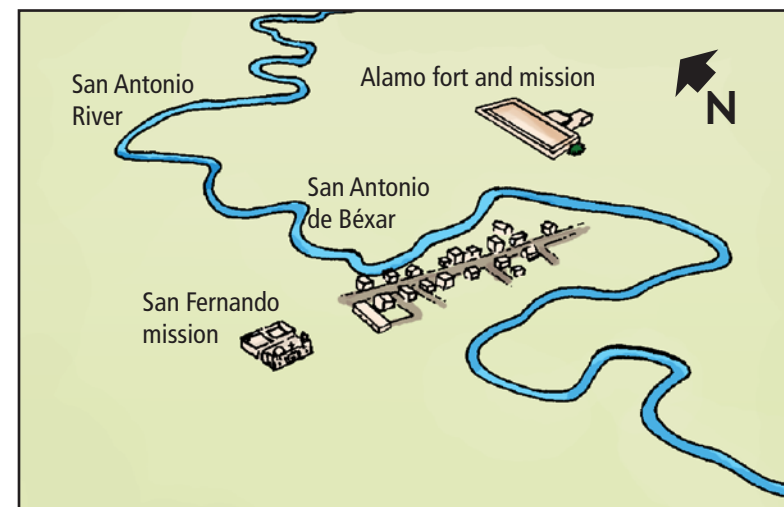 San Antonio
River
Alamo fort and mission
N
San Antonio
de Béxar
San Fernando
mission